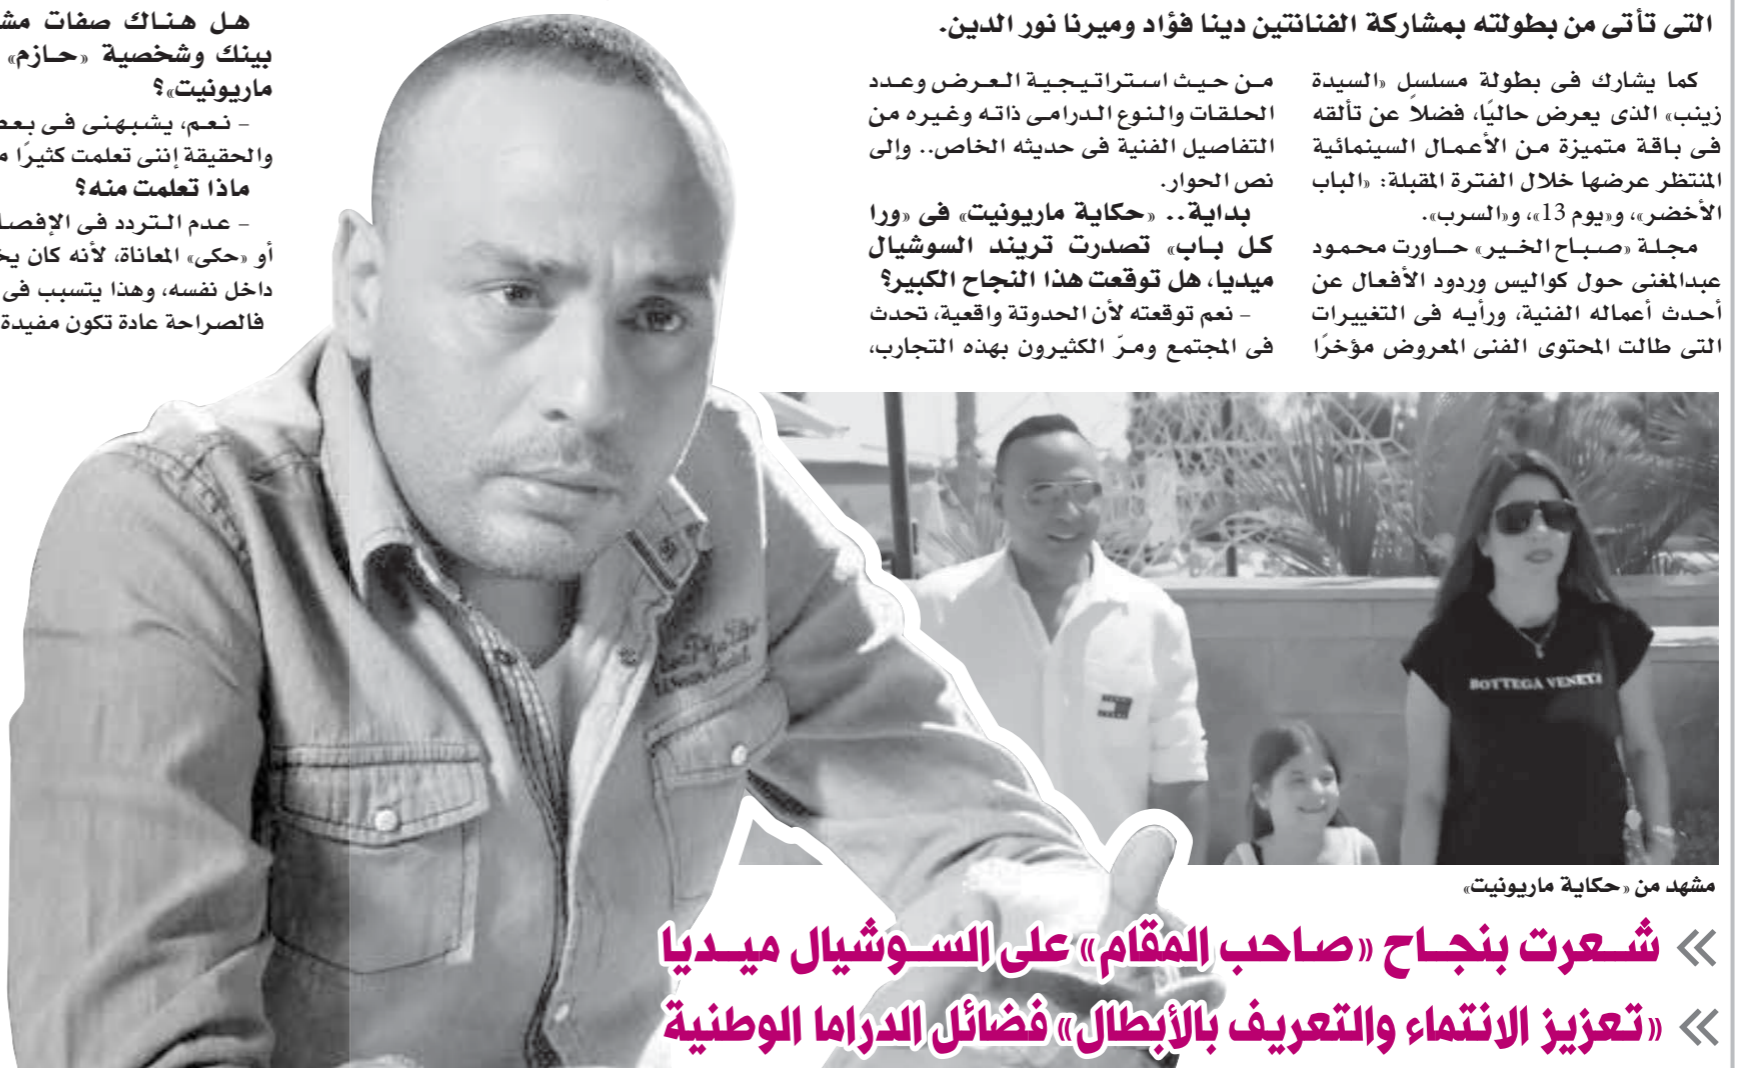 التى تأتى من بطولته بمشاركة الفنانتين دينا فؤاد وميرنا نور الدين.
كما يشارك فى بطولة مسلسل «السيدة
زينب» الذى يعرض حاليًا، فضلاً عن تألقه
فى باقة متميزة من الأعمال السينمائية
المنتظر عرضها خلال الفترة المقبلة: «الباب
الأخضر»، و«يوم 13»، و«السرب».
مجلة «صباح الخير» حاورت محمود
عبدالمغنى حول كواليس وردود الأفعال عن
أحدث أعماله الفنية، ورأيه فى التغييرات
التى طالت المحتوى الفنى المعروض مؤخرًا
من حيث استراتيجية العرض وعدد
الحلقات والنوع الدرامى ذاته وغيره من
التفاصيل الفنية فى حديثه الخاص.. وإلى
نص الحوار.
بداية.. «حكاية ماريونيت» فى «ورا
كل باب» تصدرت تريند السوشيال
ميديا، هل توقعت هذا النجاح الكبير؟
- نعم توقعته لأن الحدوتة واقعية، تحدث
فى المجتمع ومرّ الكثيرون بهذه التجارب،
هل هناك صفات
بينك وشخصية «حازم»
ماريونيت»؟
- نعم، يشبهنى فى
والحقيقة إننى تعلمت كثيرًا
ماذا تعلمت منه؟
- عدم التردد فى
أو «حكى» المعاناة، لأنه كان
داخل نفسه، وهذا يتسبب فى
فالصراحة عادة تكون مفيدة
BOTTEGA VENETA
مشهد من «حكاية ماريونيت»
شعرت بنجاح «صاحب المقام» على السوشيال ميديا
«تعزيز الانتماء والتعريف بالأبطال» فضائل الدراما الوطنية